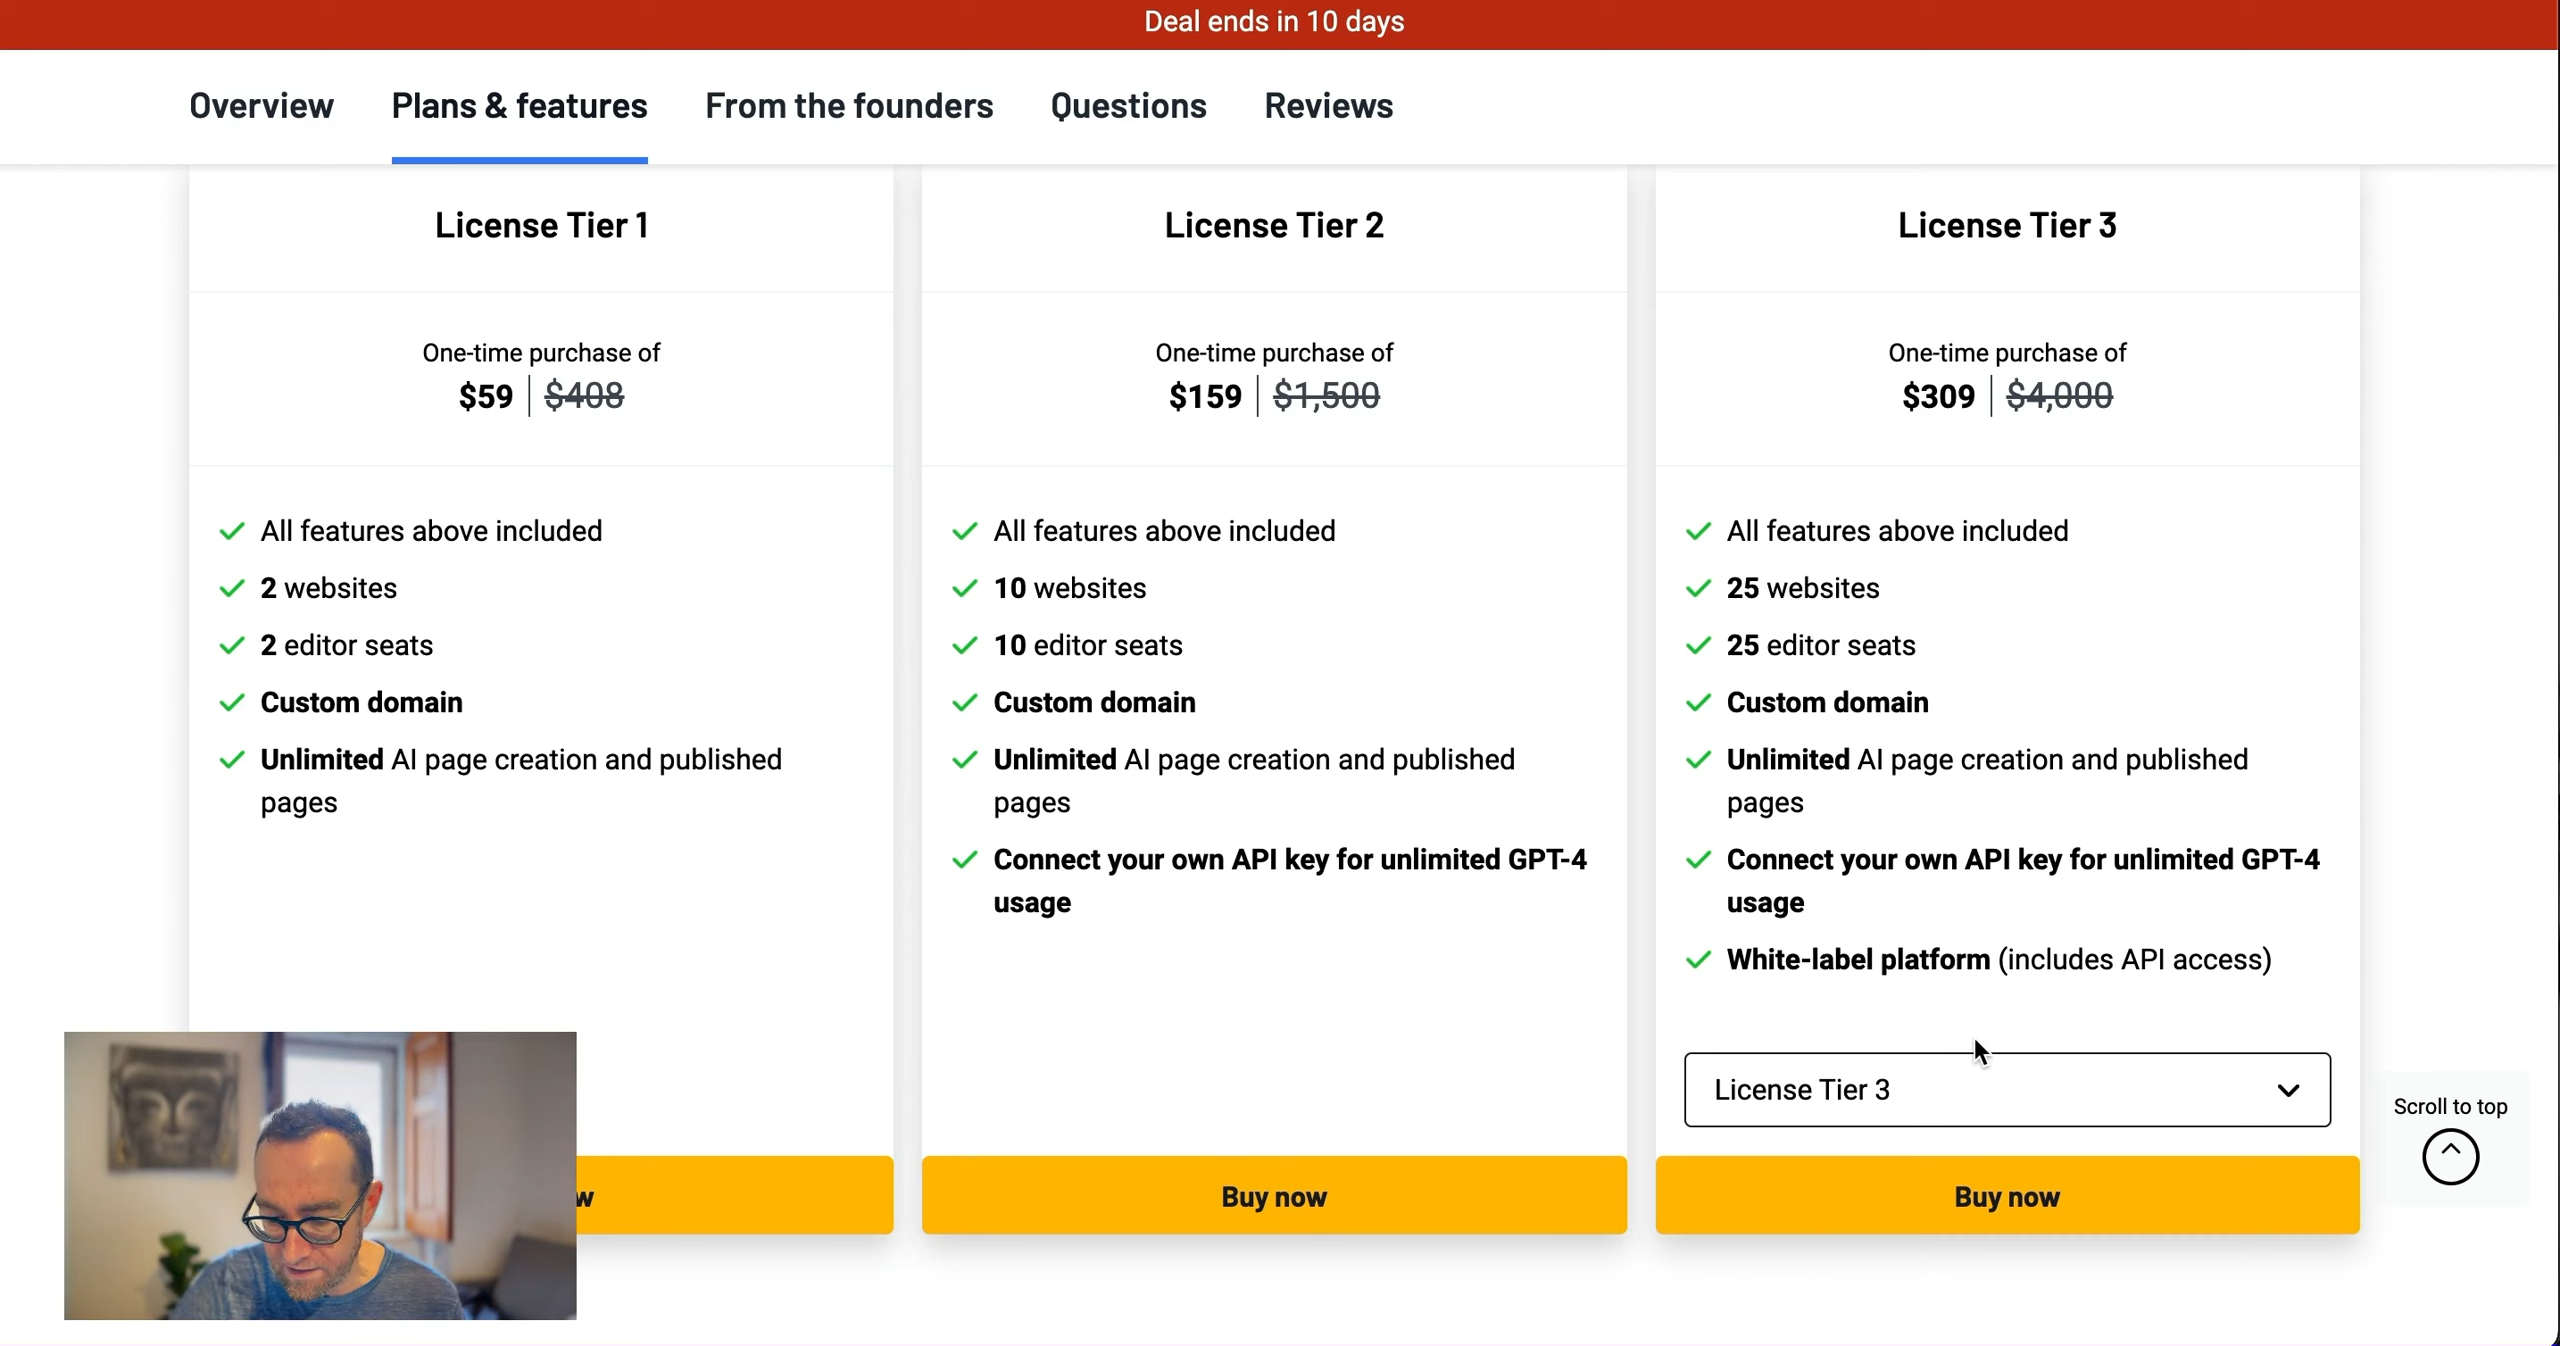 Deal ends in 10 days
Overview
Plans & features
From the founders
Questions
Reviews
License Tier 1
One-time purchase of
$59 | $408
All features above included
2 websites
2 editor seats
Custom domain
Unlimited AI page creation and published
pages
License Tier 2
One-time purchase of
$159 | $1,500
All features above included
10 websites
10 editor seats
Custom domain
Unlimited AI page creation and published
pages
Connect your own API key for unlimited GPT-4
usage
Buy now
License Tier 3
One-time purchase of
$309 | $4,000
All features above included
25 websites
25 editor seats
Custom domain
Unlimited AI page creation and published
pages
Connect your own API key for unlimited GPT-4
usage
White-label platform (includes API access)
License Tier 3
Buy now
Scroll to top